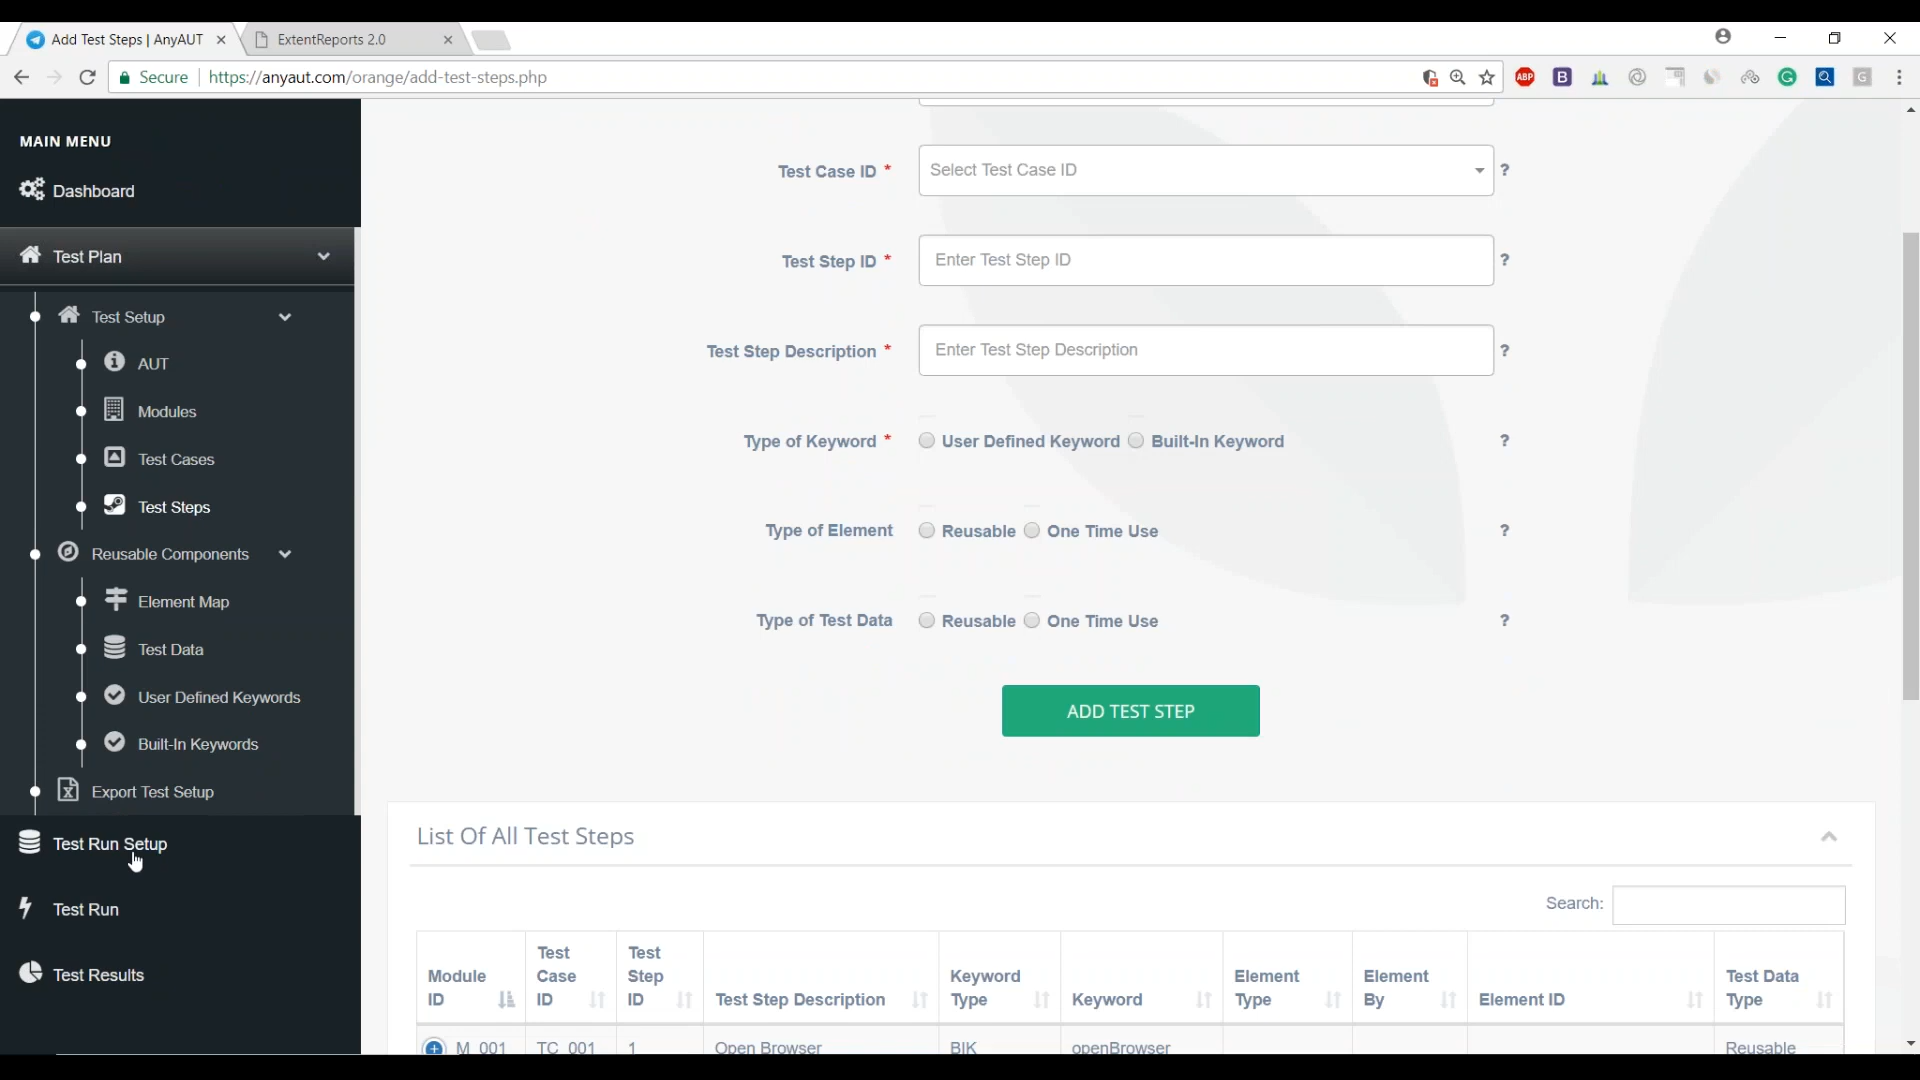 Add Test Steps | AnyAUT
ExtentReports 2.0
Secure
https://anyaut.com/orange/add-test-steps.php
ABP
B
G
G
MAIN MENU
Dashboard
Test Plan
Test Setup
AUT
Modules
Test Cases
Test Steps
Reusable Components
Element Map
Test Data
User Defined Keywords
Built-In Keywords
Export Test Setup
Test Run Setup
Test Run
Test Results
Test Case ID *
Select Test Case ID
?
Test Step ID *
Enter Test Step ID
?
Test Step Description *
Enter Test Step Description
?
Type of Keyword *
User Defined Keyword
Built-In Keyword
?
Type of Element
Reusable
One Time Use
?
Type of Test Data
Reusable
One Time Use
?
ADD TEST STEP
List Of All Test Steps
Search:
Module ID
Test Case ID
Test Step ID
Test Step Description
Keyword Type
Keyword
Element Type
Element By
Element ID
Test Data Type
M_001
TC_001
1
Open Browser
BIK
openBrowser
Reusable